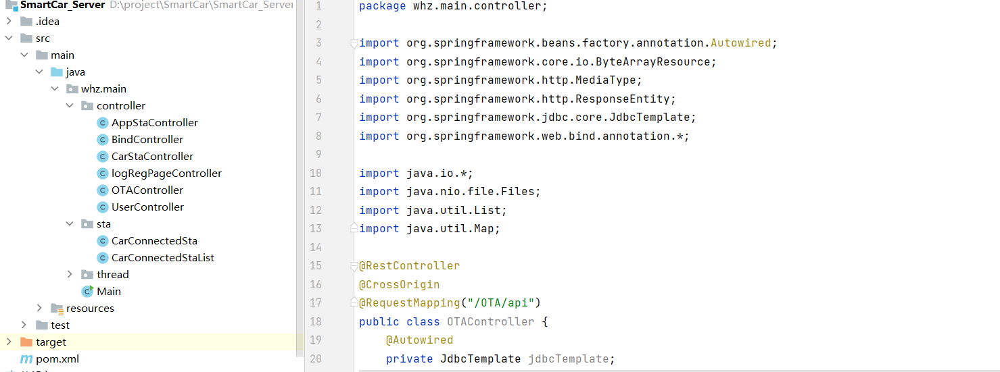 SmartCar_Server D:\project\SmartCar\SmartCar_Server
.idea
src
main
java
whz.main
controller
AppStaController
BindController
CarStaController
logRegPageController
OTAController
UserController
sta
CarConnectedSta
CarConnectedStaList
thread
Main
resources
test
target
pom.xml
1 package whz.main.controller;
2
3 import org.springframework.beans.factory.annotation.Autowired;
4 import org.springframework.core.io.ByteArrayResource;
5 import org.springframework.http.MediaType;
6 import org.springframework.http.ResponseEntity;
7 import org.springframework.jdbc.core.JdbcTemplate;
8 import org.springframework.web.bind.annotation.*;
9
10 import java.io.*;
11 import java.nio.file.Files;
12 import java.util.List;
13 import java.util.Map;
14
15 @RestController
16 @CrossOrigin
17 @RequestMapping("/OTA/api")
18 public class OTAController {
19 @Autowired
20 private JdbcTemplate jdbcTemplate;